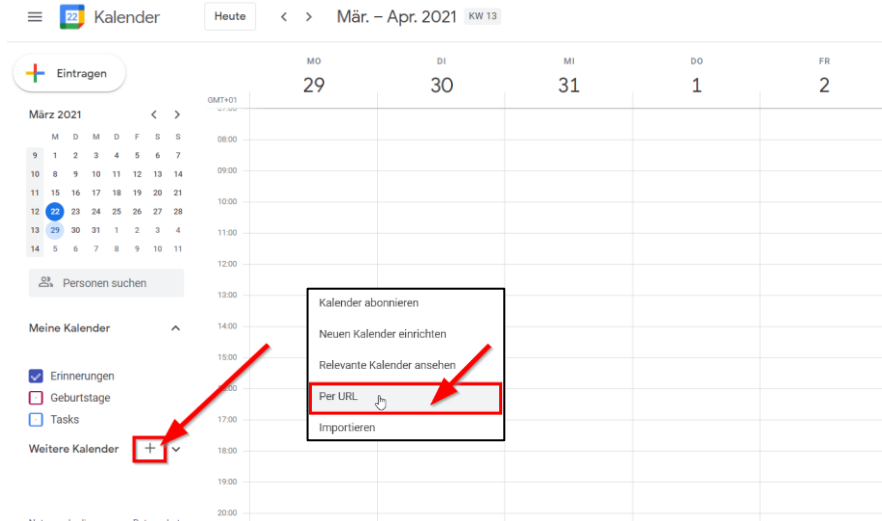 22 Kalender Heute Mär. – Apr. 2021 KW 13
Eintragen
MO DI MI DO FR
29 30 31 1 2
GMT+01
März 2021
M D M D F S S
9 1 2 3 4 5 6 7
10 8 9 10 11 12 13 14
11 15 16 17 18 19 20 21
12 22 23 24 25 26 27 28
13 29 30 31 1 2 3 4
14 5 6 7 8 9 10 11
Personen suchen
Meine Kalender
Erinnerungen
Geburtstage
Tasks
Weitere Kalender
08:00
09:00
10:00
11:00
12:00
13:00
14:00
15:00
17:00
18:00
19:00
20:00
Kalender abonnieren
Neuen Kalender einrichten
Relevante Kalender ansehen
Per URL
Importieren